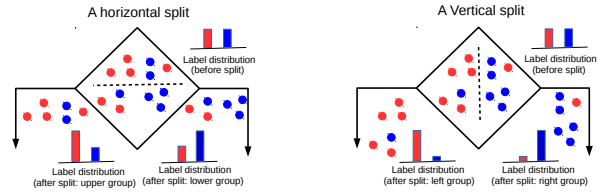 A horizontal split
Label distribution
(before split)
Label distribution
(after split: upper group)
Label distribution
(after split: lower group)
A Vertical split
Label distribution
(before split)
Label distribution
(after split: left group)
Label distribution
(after split: right group)